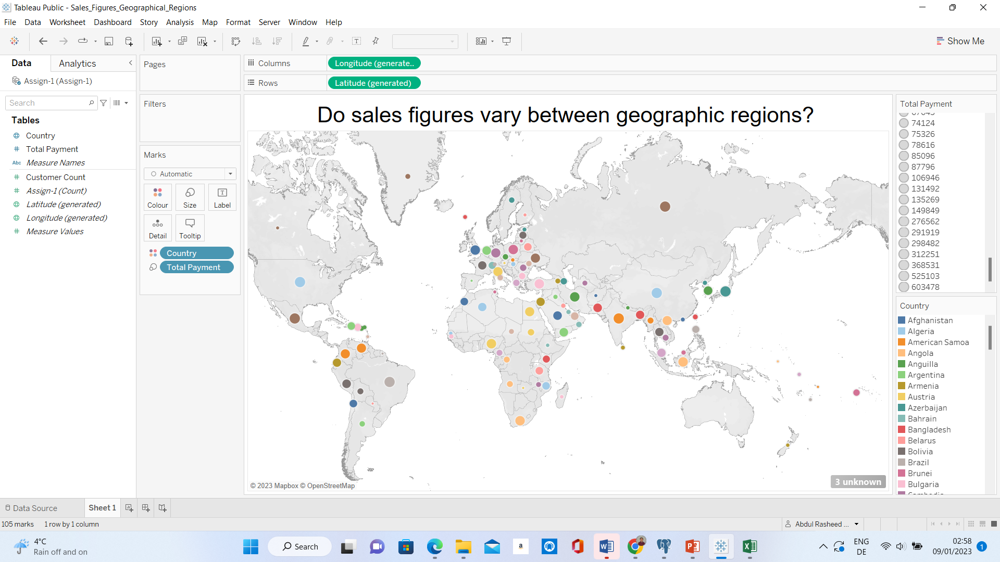 Tableau Public - Sales_Figures_Geographical_Regions
File Data Worksheet Dashboard Story Analysis Map Format Server Window Help
Show Me
Data Analytics
Assign-1 (Assign-1)
Search
Tables
Country
Total Payment
Abc Measure Names
Customer Count
Assign-1 (Count)
Latitude (generated)
Longitude (generated)
Measure Values
Pages
Filters
Marks
Automatic
Colour Size Label
Detail Tooltip
Country
Total Payment
Columns Longitude (generate..
Rows Latitude (generated)
Do sales figures vary between geographic regions?
© 2023 Mapbox © OpenStreetMap
3 unknown
Total Payment
74124
75326
78616
85096
87796
106946
131492
135269
149849
276562
291919
298482
312251
368531
525103
603478
Country
Afghanistan
Algeria
American Samoa
Angola
Anguilla
Argentina
Armenia
Austria
Azerbaijan
Bahrain
Bangladesh
Belarus
Bolivia
Brazil
Brunei
Bulgaria
Data Source Sheet 1
105 marks 1 row by 1 column
Abdul Rasheed ...
4°C
Rain off and on
Search
ENG
DE
02:58
09/01/2023
1